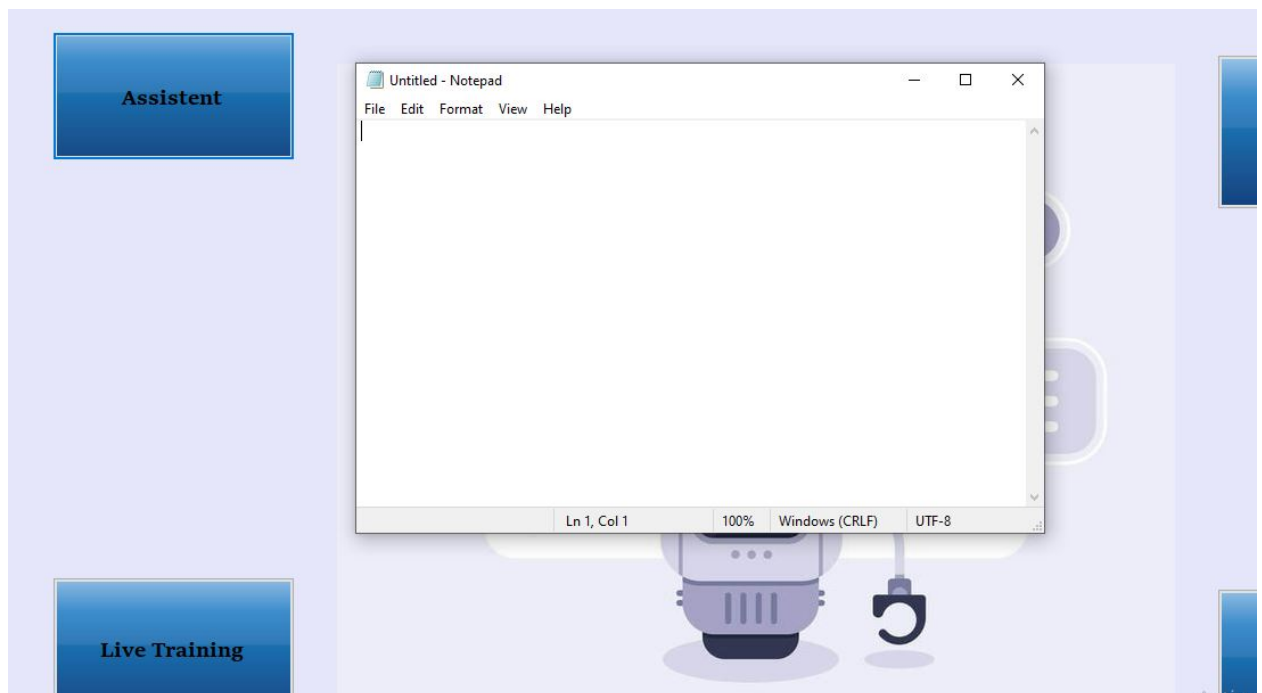 Assistent
Untitled - Notepad
File Edit Format View Help
Ln 1, Col 1 100% Windows (CRLF) UTF-8
Live Training